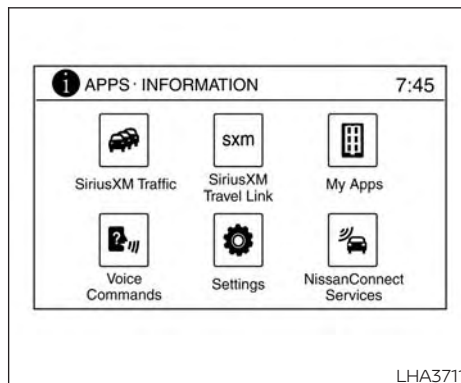 i APPS · INFORMATION 7:45
sxm
SiriusXM Traffic SiriusXM Travel Link My Apps
?
Voice Commands Settings NissanConnect Services
LHA3711